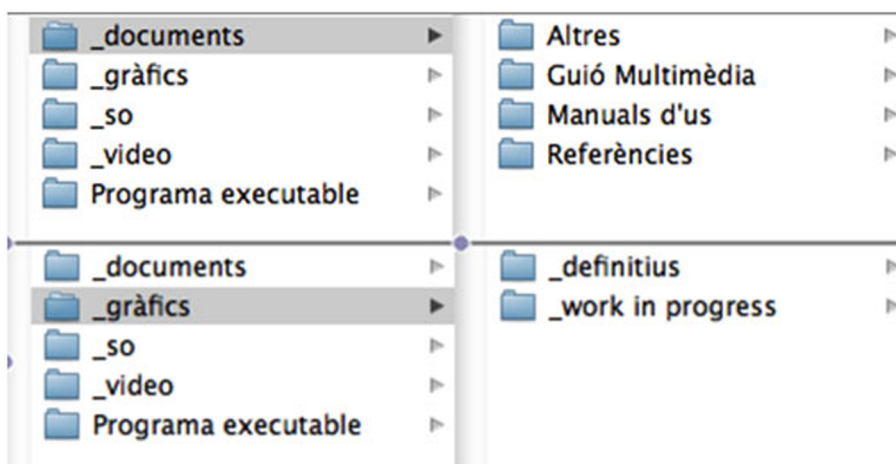 _documents
_gràfics
_so
_video
Programa executable
Altres
Guió Multimèdia
Manuals d'us
Referències
_documents
_gràfics
_so
_video
Programa executable
_definitius
_work in progress